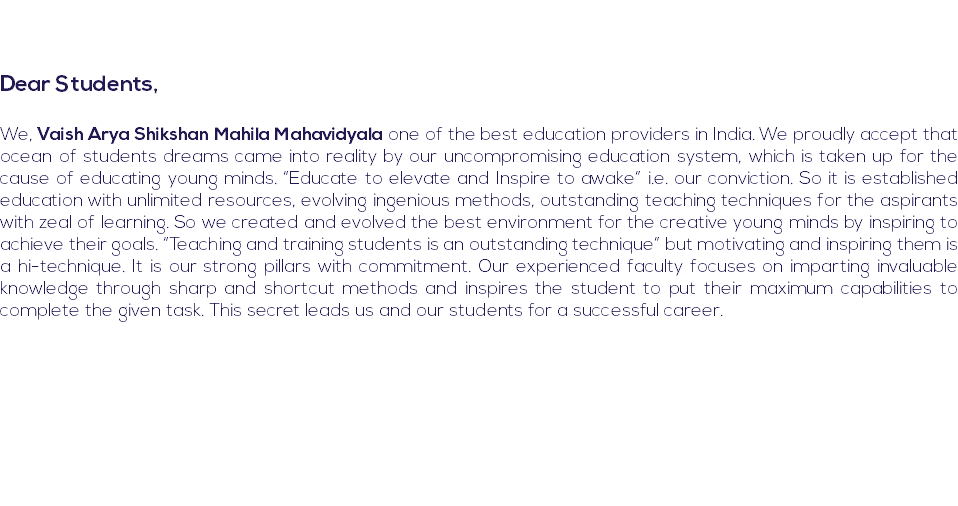 Dear Students,
We, Vaish Arya Shikshan Mahila Mahavidyala one of the best education providers in India. We proudly accept that
ocean of students dreams came into reality by our uncompromising education system, which is taken up for the
cause of educating young minds. “Educate to elevate and Inspire to awake” i.e. our conviction. So it is established
education with unlimited resources, evolving ingenious methods, outstanding teaching techniques for the aspirants
with zeal of learning. So we created and evolved the best environment for the creative young minds by inspiring to
achieve their goals. “Teaching and training students is an outstanding technique” but motivating and inspiring them is
a hi-technique. It is our strong pillars with commitment. Our experienced faculty focuses on imparting invaluable
knowledge through sharp and shortcut methods and inspires the student to put their maximum capabilities to
complete the given task. This secret leads us and our students for a successful career.